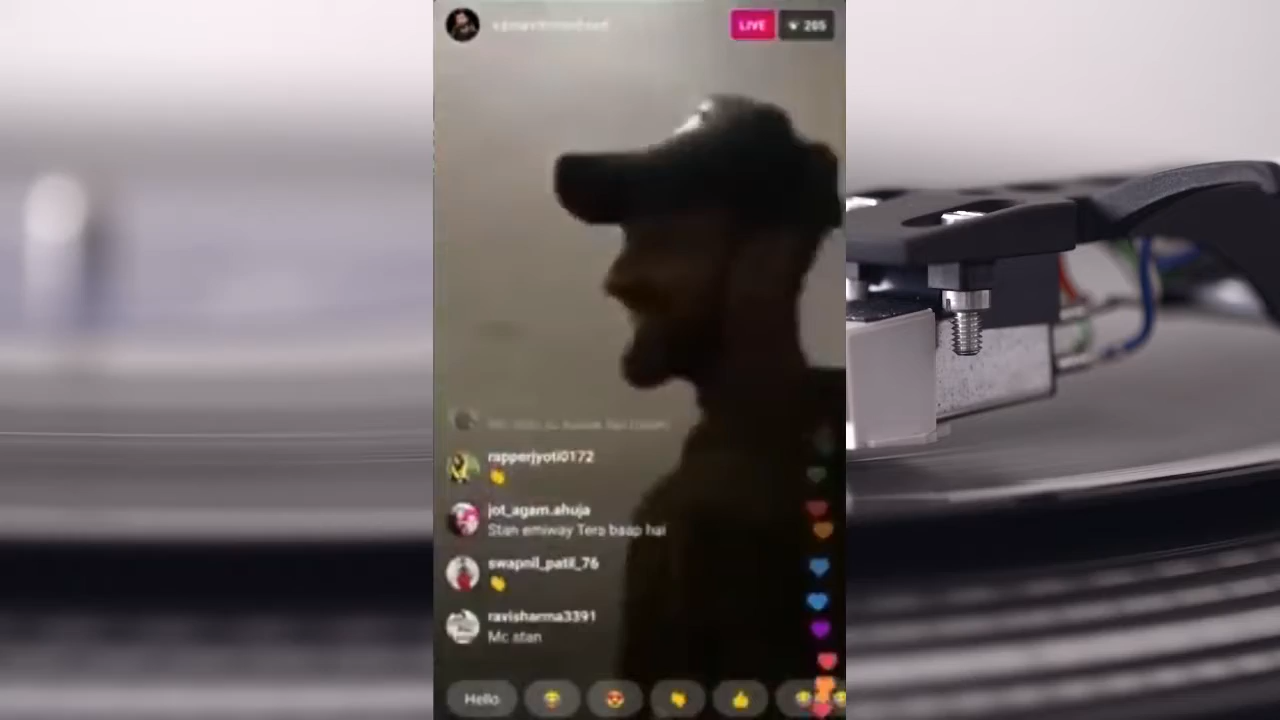 LIVE
205
rapperjyoti0172
👏
jot_agam.ahuja
Stan emiway Tera baap hai
swapnil_patil_76
👏
ravisharma3391
Mc stan
Hello